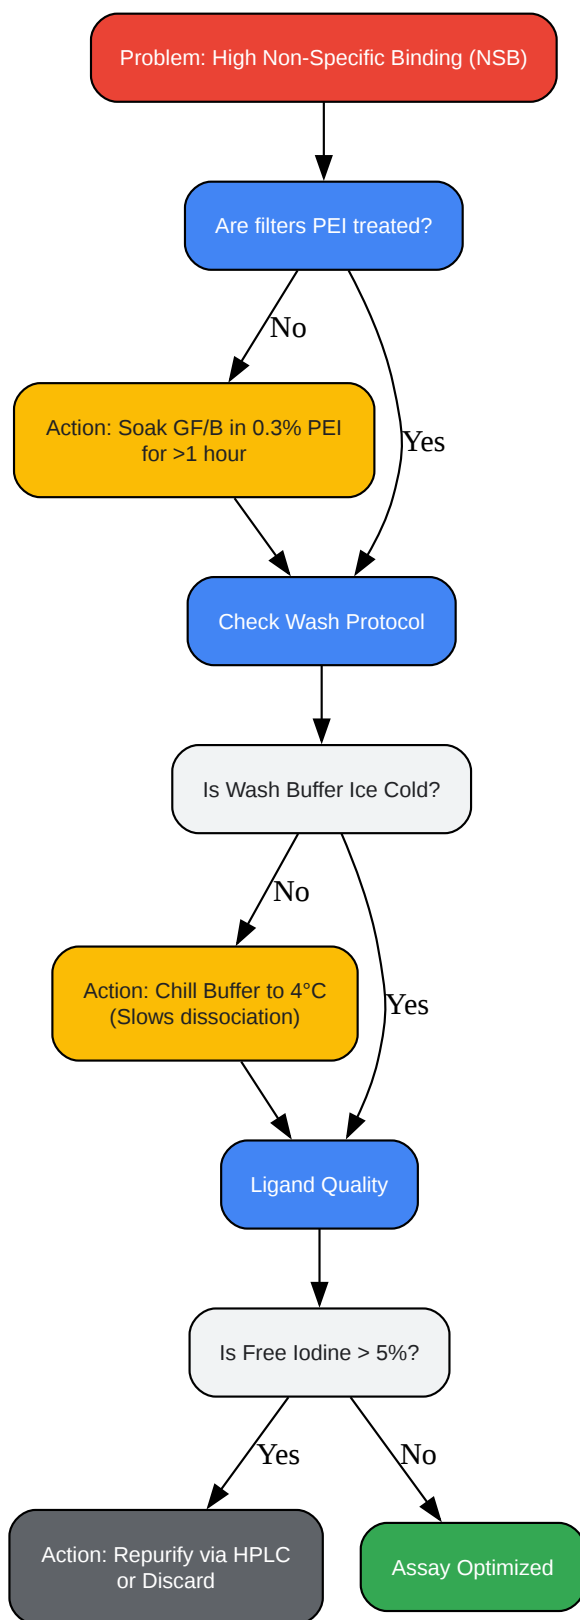 Problem: High Non-Specific Binding (NSB)
Are filters PEI treated?
No
Action: Soak GF/B in 0.3% PEI
for >1 hour
Yes
Check Wash Protocol
Is Wash Buffer Ice Cold?
No
Action: Chill Buffer to 4°C
(Slows dissociation)
Yes
Ligand Quality
Is Free Iodine > 5%?
Yes
No
Action: Repurify via HPLC
or Discard
Assay Optimized